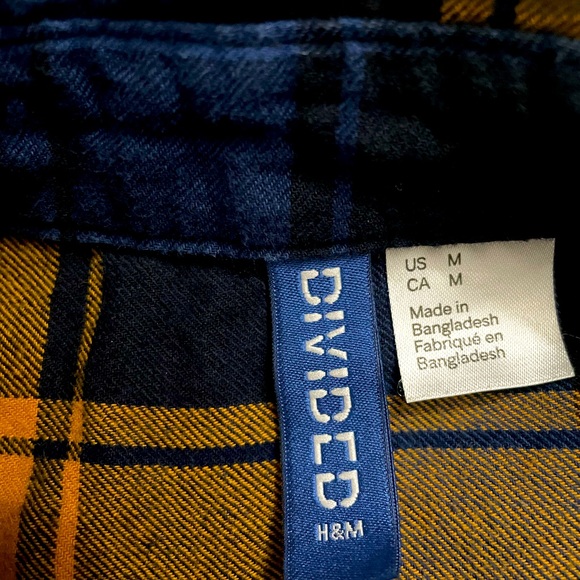 DIVIDED
H&M
US M
CA M
Made in
Bangladesh
Fabriqué en
Bangladesh